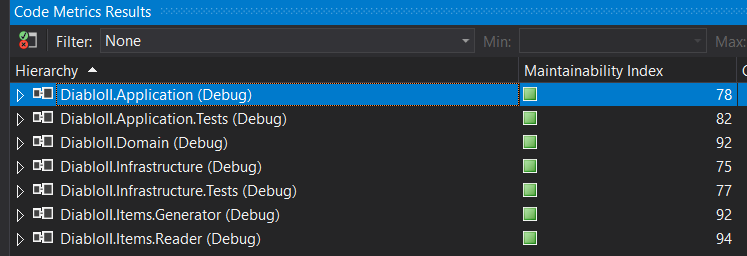 Code Metrics Results
Filter: None Min: Max:
Hierarchy Maintainability Index
DiabloII.Application (Debug) 78
DiabloII.Application.Tests (Debug) 82
DiabloII.Domain (Debug) 92
DiabloII.Infrastructure (Debug) 75
DiabloII.Infrastructure.Tests (Debug) 77
DiabloII.Items.Generator (Debug) 92
DiabloII.Items.Reader (Debug) 94